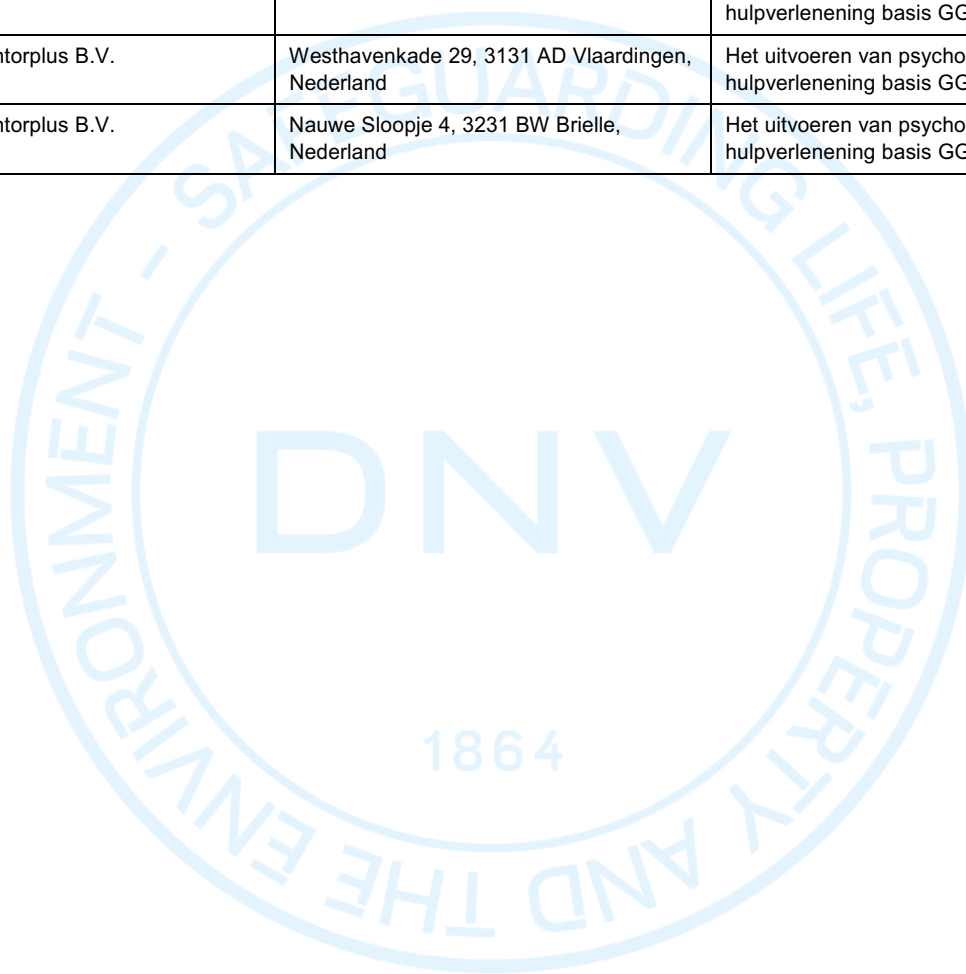 hulpverlenening basis GG
ntorplus B.V.
Westhavenkade 29, 3131 AD Vlaardingen,
Nederland
Het uitvoeren van psycho
hulpverlenening basis GG
ntorplus B.V.
Nauwe Sloopje 4, 3231 BW Brielle,
Nederland
Het uitvoeren van psycho
hulpverlenening basis GG
SAFEGUARDING LIFE, PROPERTY AND THE ENVIRONMENT -
DNV
1864